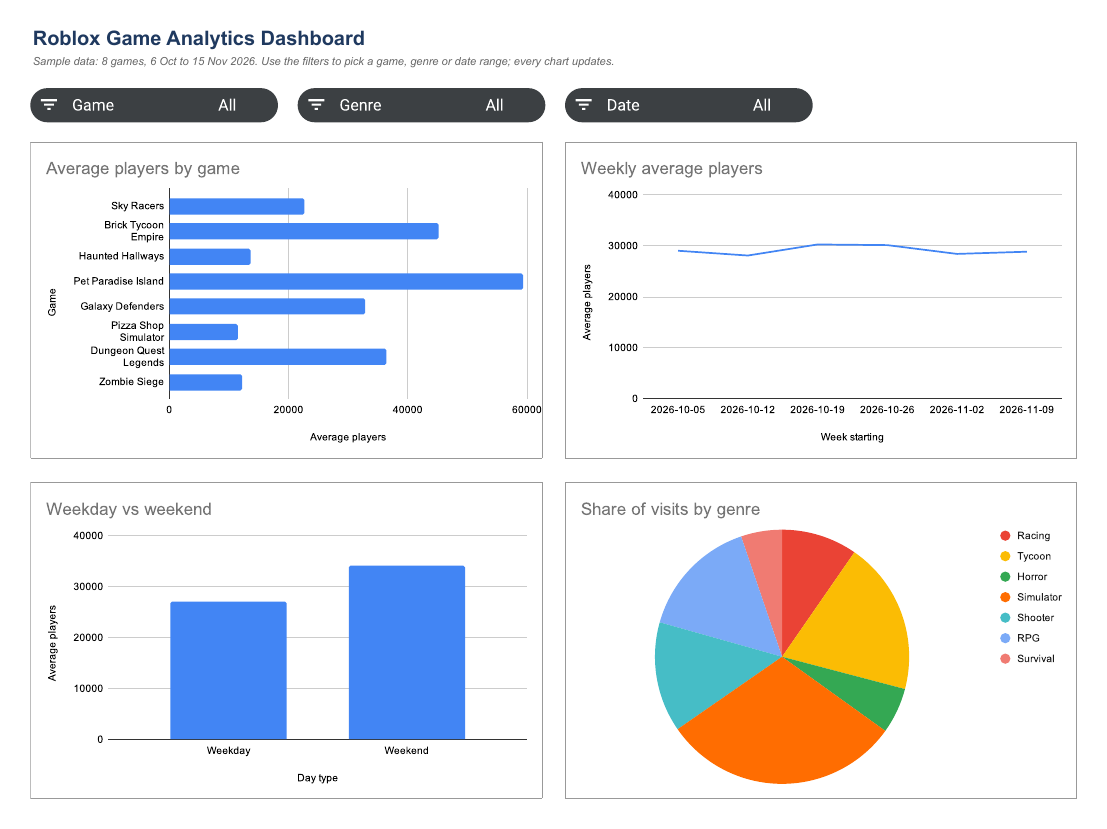 Roblox Game Analytics Dashboard
Sample data: 8 games, 6 Oct to 15 Nov 2026. Use the filters to pick a game, genre or date range; every chart updates.
Game All
Genre All
Date All
Average players by game
Game
Sky Racers
Brick Tycoon
Empire
Haunted Hallways
Pet Paradise Island
Galaxy Defenders
Pizza Shop
Simulator
Dungeon Quest
Legends
Zombie Siege
0 20000 40000 60000
Average players
Weekly average players
Average players
40000
30000
20000
10000
0
2026-10-05 2026-10-12 2026-10-19 2026-10-26 2026-11-02 2026-11-09
Week starting
Weekday vs weekend
Average players
40000
30000
20000
10000
0
Weekday Weekend
Day type
Share of visits by genre
Racing
Tycoon
Horror
Simulator
Shooter
RPG
Survival